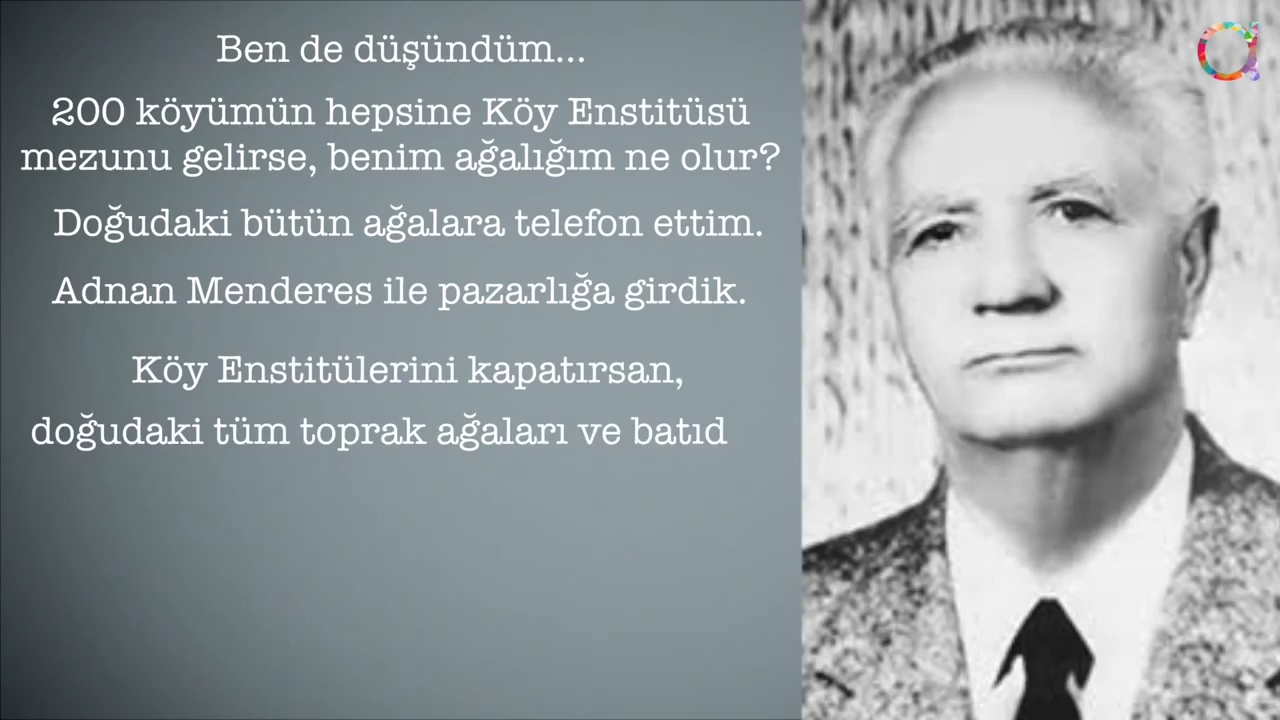 Ben de düşündüm...
200 köyümün hepsine Köy Enstitüsü
mezunu gelirse, benim ağalığım ne olur?
Doğudaki bütün ağalara telefon ettim.
Adnan Menderes ile pazarlığa girdik.
Köy Enstitülerini kapatırsan,
doğudaki tüm toprak ağaları ve batıd